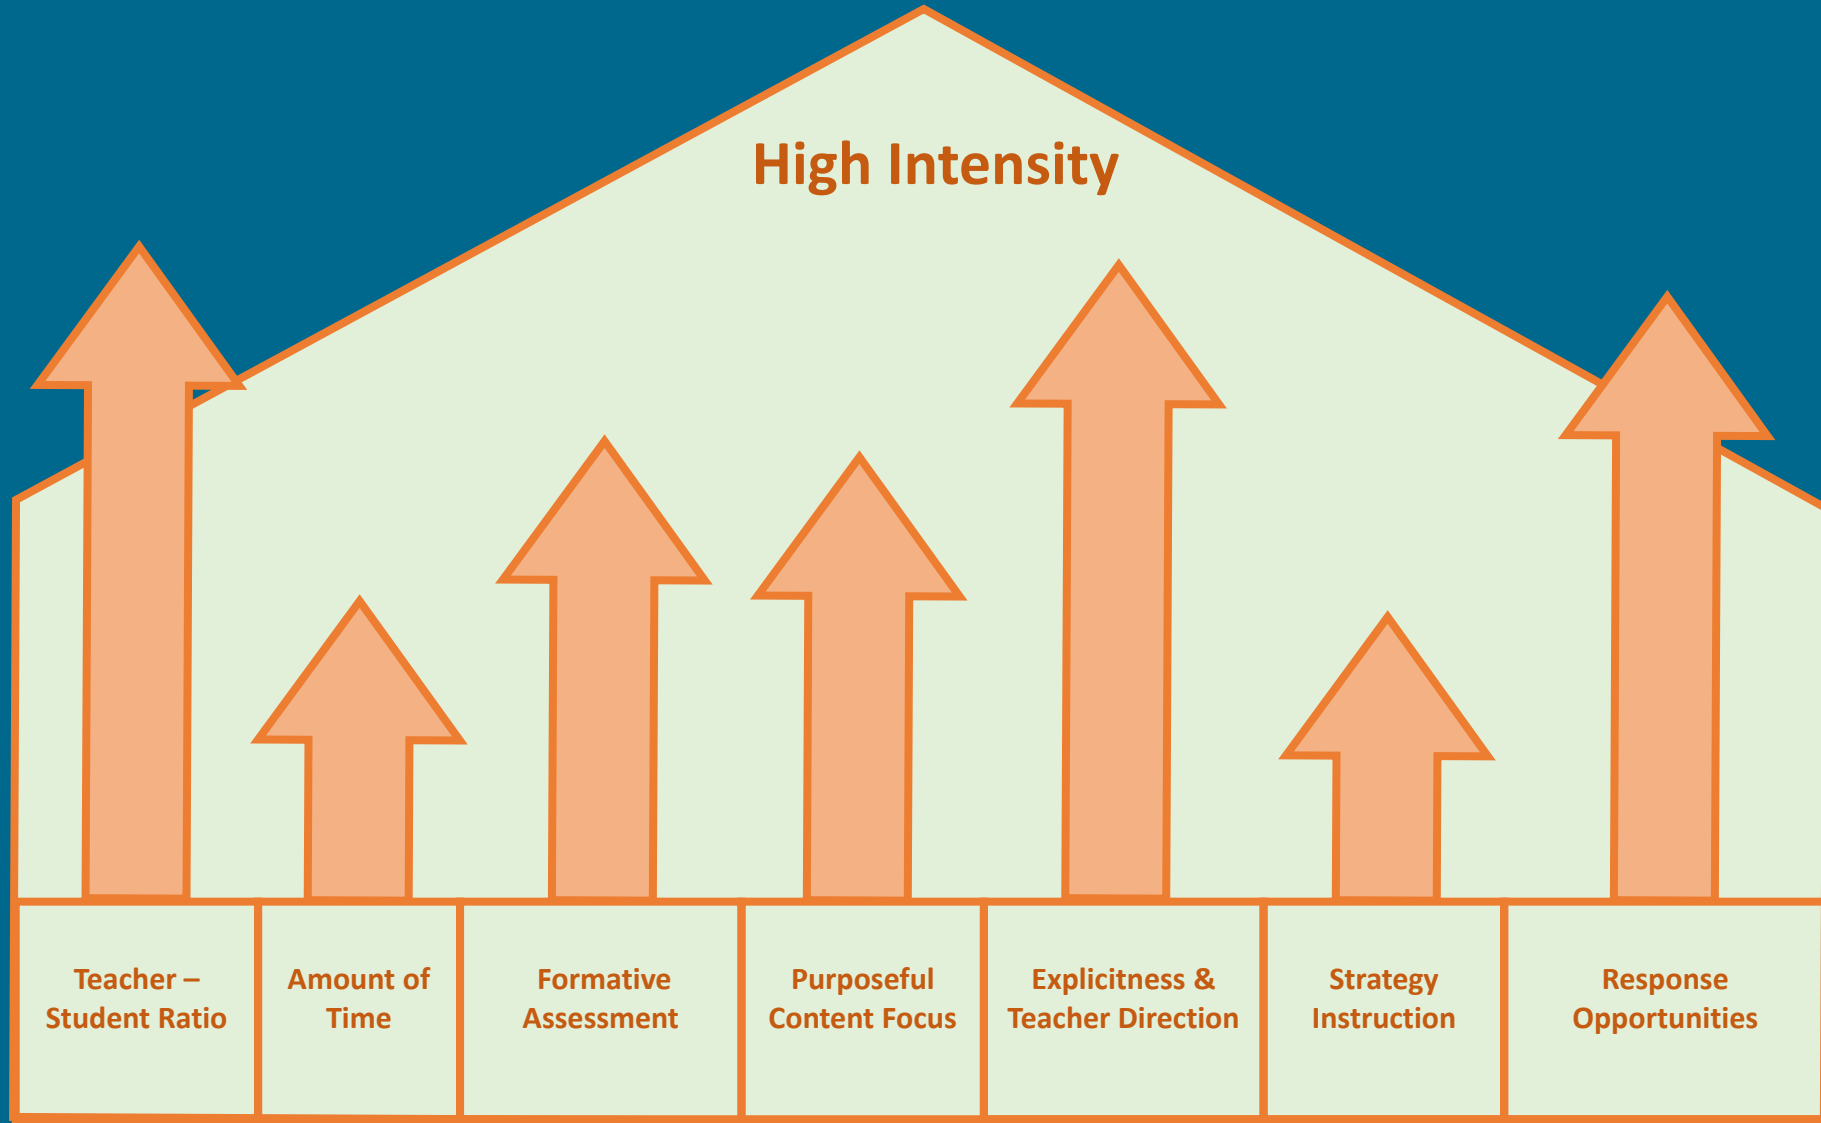 High Intensity
Teacher –
Student Ratio
Amount of
Time
Formative
Assessment
Purposeful
Content Focus
Explicitness &
Teacher Direction
Strategy
Instruction
Response
Opportunities